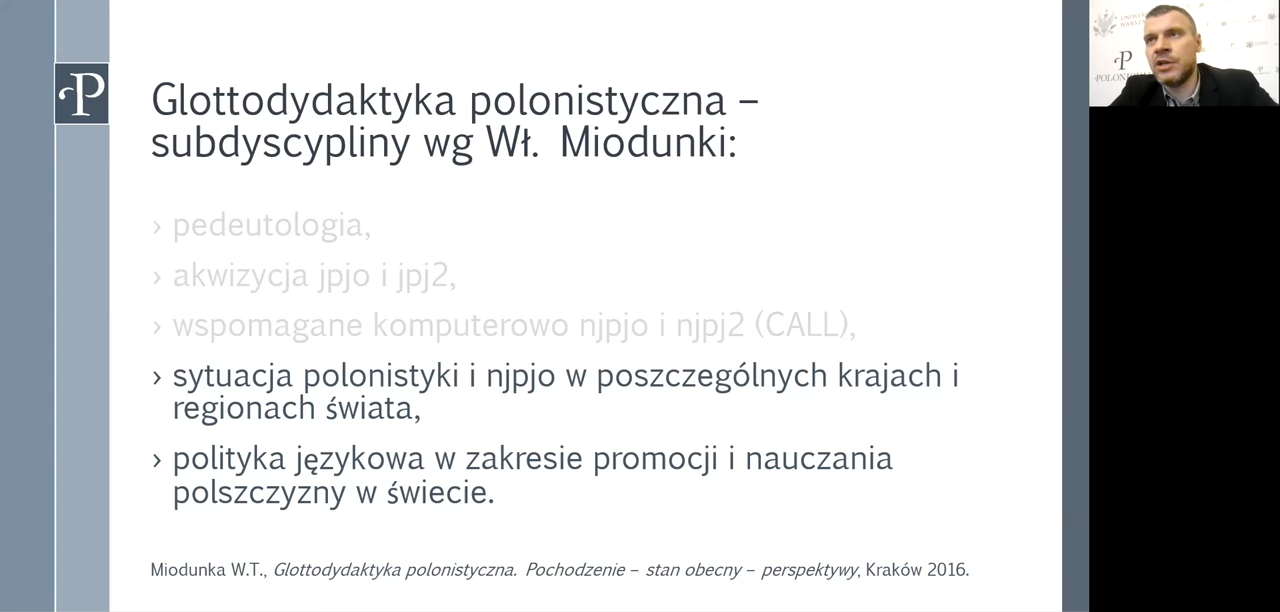 Glottodydaktyka polonistyczna –
subdyscypliny wg Wł. Miodunki:
› pedeutologia,
› akwizycja jpjo i jpj2,
› wspomagane komputerowo njpjo i njpj2 (CALL),
› sytuacja polonistyki i njpjo w poszczególnych krajach i
regionach świata,
› polityka językowa w zakresie promocji i nauczania
polszczyzny w świecie.
Miodunka W.T., Glottodydaktyka polonistyczna. Pochodzenie – stan obecny – perspektywy, Kraków 2016.
P